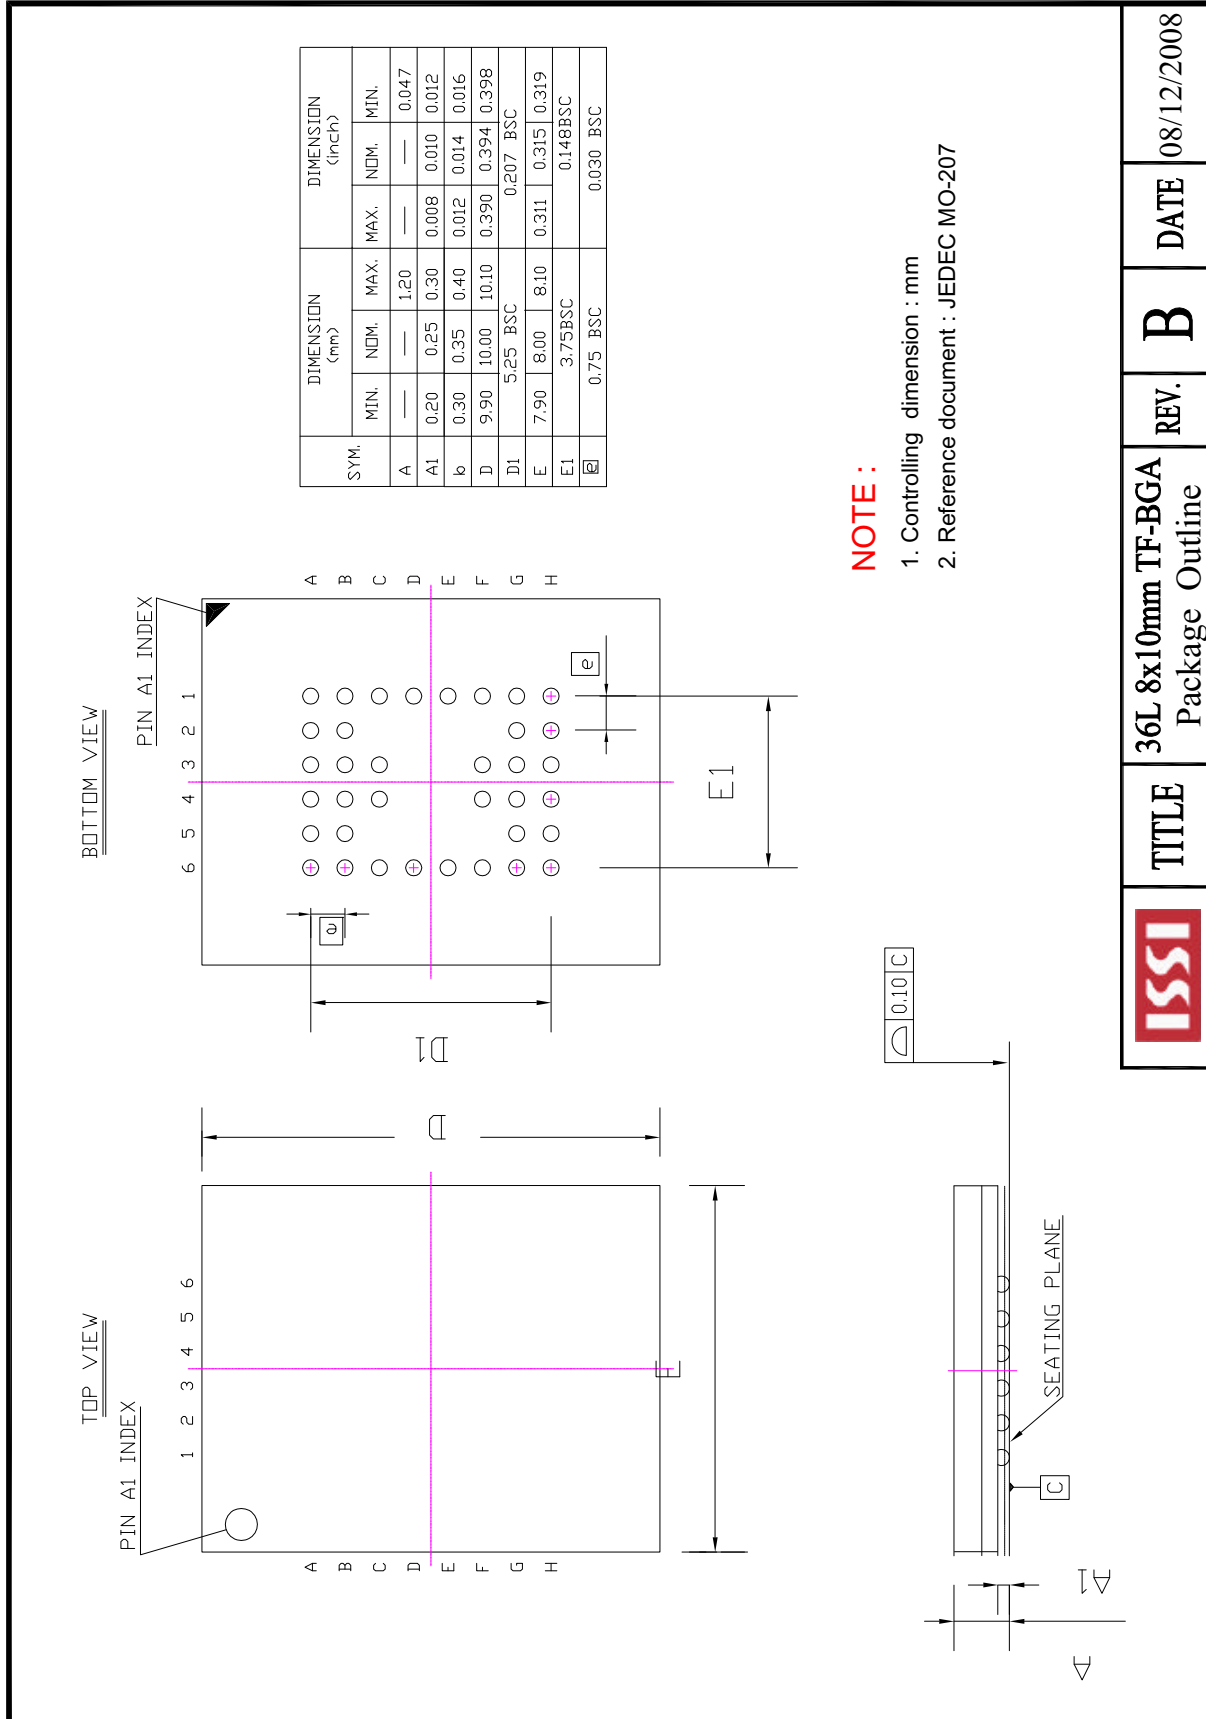 TOP VIEW
PIN A1 INDEX
1 2 3 4 5 6
A
B
C
D
E
F
G
H
D
E
BOTTOM VIEW
PIN A1 INDEX
6 5 4 3 2 1
A
B
C
D
E
F
G
H
e
D1
e
E1
SYM. DIMENSION (mm) DIMENSION (inch)
MIN. NOM. MAX. MAX. NOM. MIN.
A — — 1.20 — — 0.047
A1 0.20 0.25 0.30 0.008 0.010 0.012
b 0.30 0.35 0.40 0.012 0.014 0.016
D 9.90 10.00 10.10 0.390 0.394 0.398
D1 5.25 BSC 0.207 BSC
E 7.90 8.00 8.10 0.311 0.315 0.319
E1 3.75BSC 0.148BSC
e 0.75 BSC 0.030 BSC
NOTE :
1. Controlling dimension : mm
2. Reference document : JEDEC MO-207
0.10 C
SEATING PLANE
C
A1
A
ISSI
TITLE
36L 8x10mm TF-BGA
Package Outline
REV.
B
DATE
08/12/2008